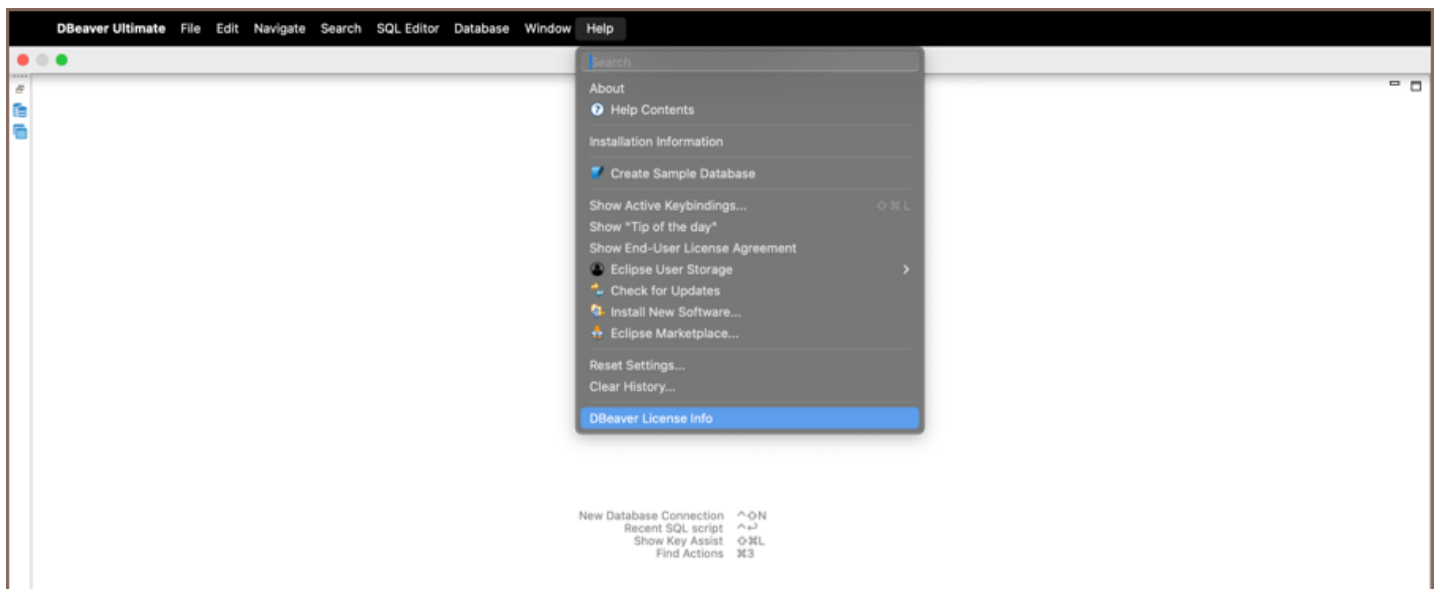 DBeaver Ultimate File Edit Navigate Search SQL Editor Database Window Help
Search
About
Help Contents
Installation Information
Create Sample Database
Show Active Keybindings... ⇧⌘L
Show "Tip of the day"
Show End-User License Agreement
Eclipse User Storage
Check for Updates
Install New Software...
Eclipse Marketplace...
Reset Settings...
Clear History...
DBeaver License Info
New Database Connection ^⇧N
Recent SQL script ^⏎
Show Key Assist ⇧⌘L
Find Actions ⌘3